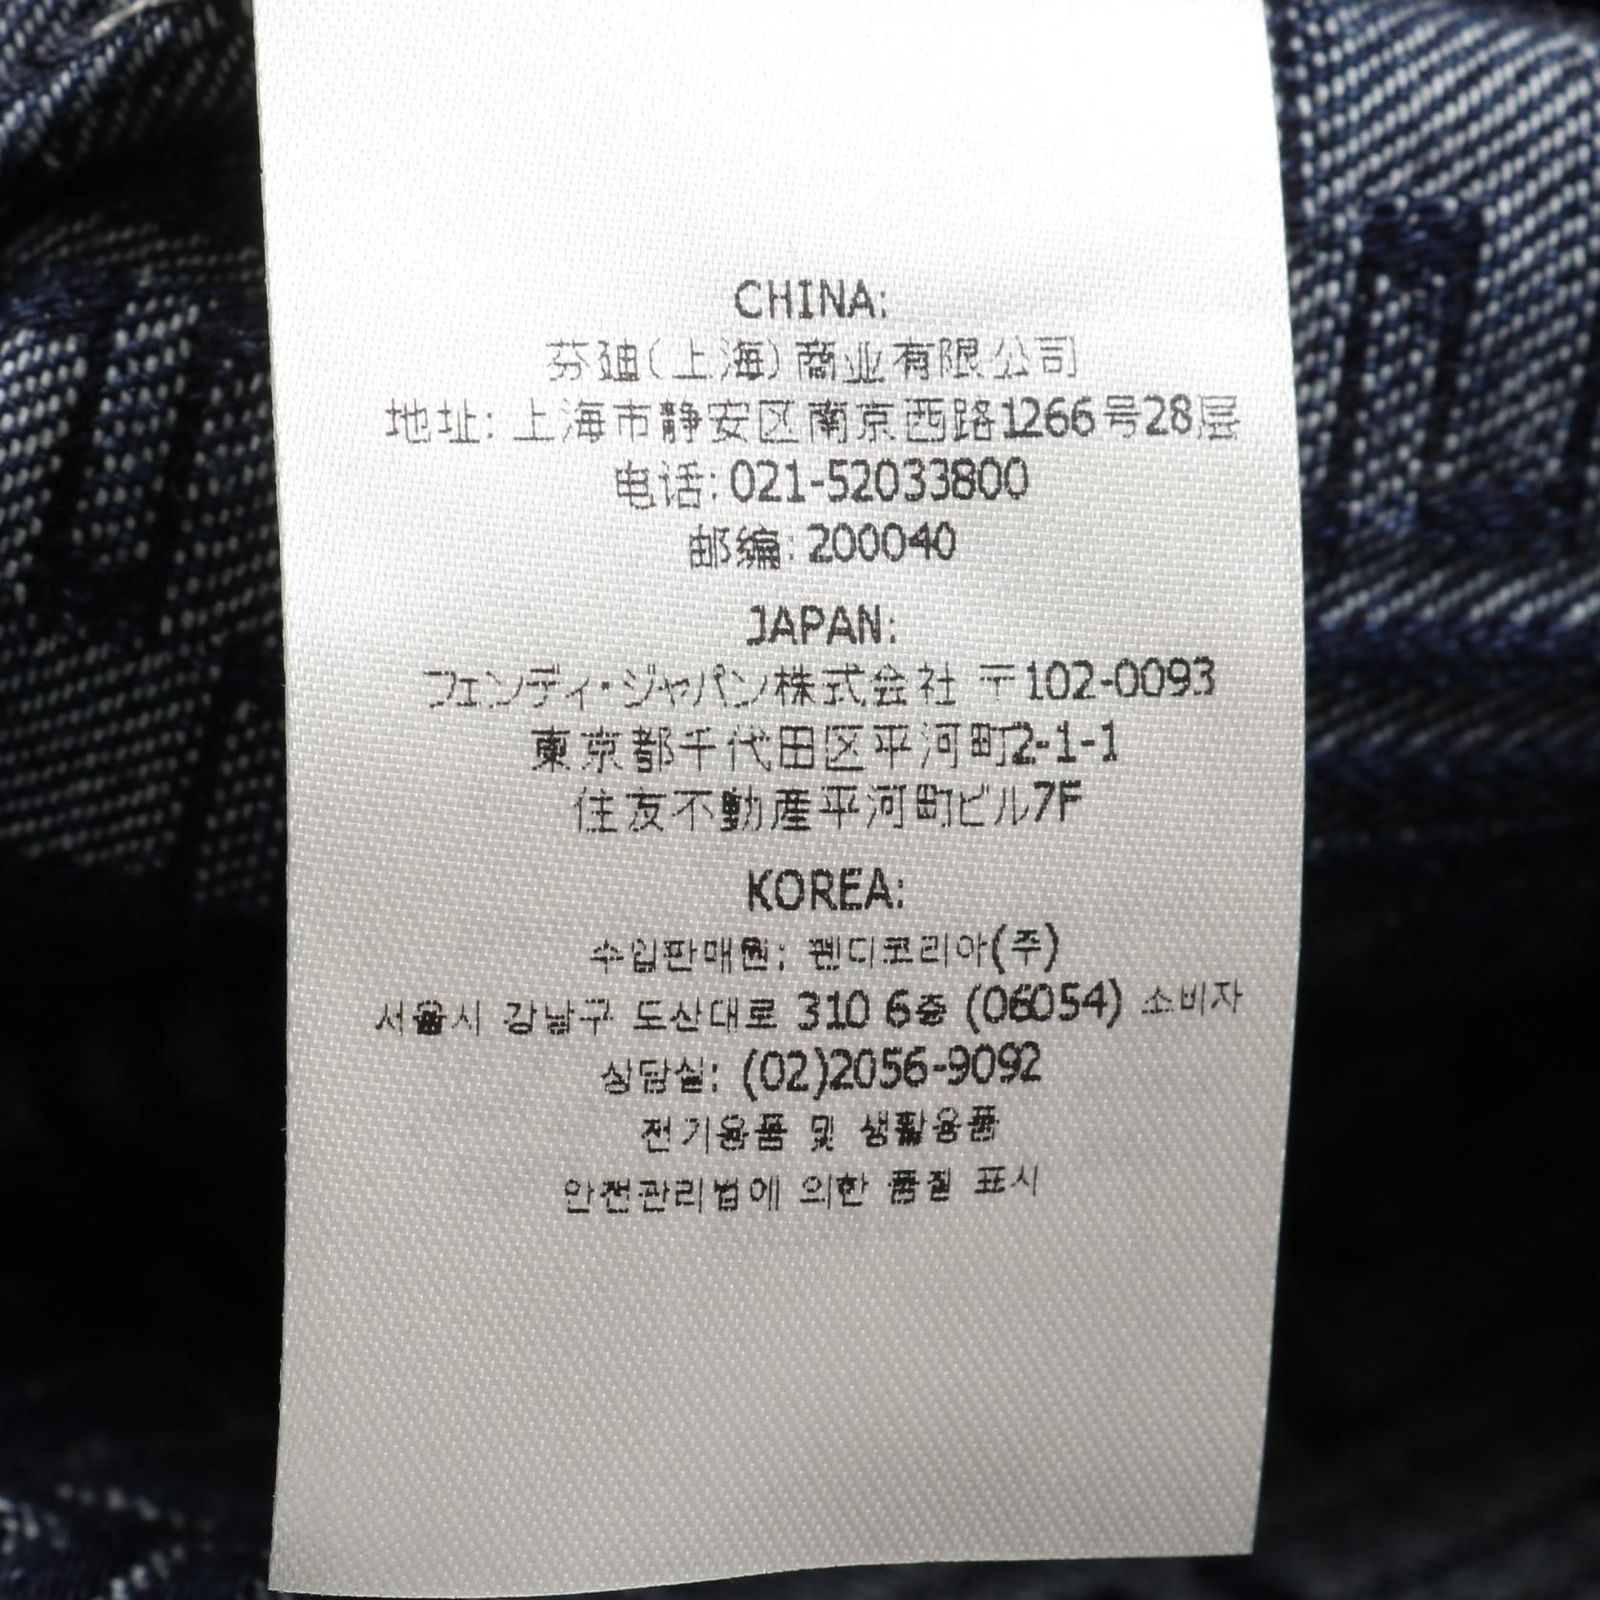 CHINA:
芬迪(上海)商业有限公司
地址: 上海市静安区南京西路1266号28层
电话: 021-52033800
邮编: 200040
JAPAN:
フェンディ・ジャパン株式会社 〒102-0093
東京都千代田区平河町2-1-1
住友不動産平河町ビル7F
KOREA:
수입판매원: 펜디코리아(주)
서울시 강남구 도산대로 310 6층 (06054) 소비자
상담실: (02)2056-9092
전기용품 및 생활용품
안전관리법에 의한 품질 표시